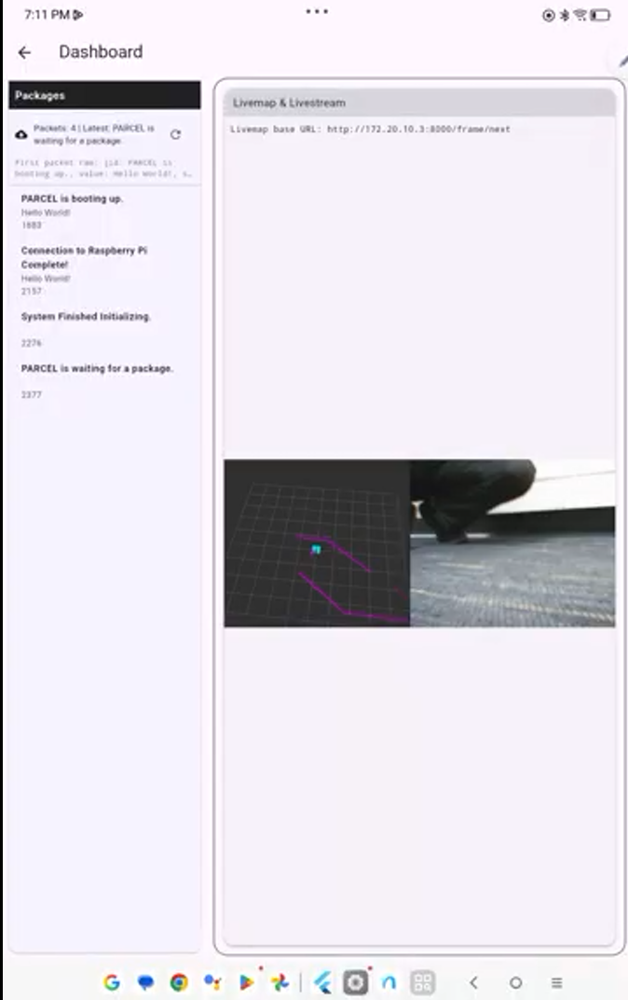 7:11 PM
Dashboard
Packages
Packets: 4 | Latest: PARCEL is
waiting for a package.
First packet raw: {id: PARCEL is
booting up., value: Hello World!, s…
PARCEL is booting up.
Hello World!
1683
Connection to Raspberry Pi
Complete!
Hello World!
2157
System Finished Initializing.
2276
PARCEL is waiting for a package.
2377
Livemap & Livestream
Livemap base URL: http://172.20.10.3:8000/frame/next